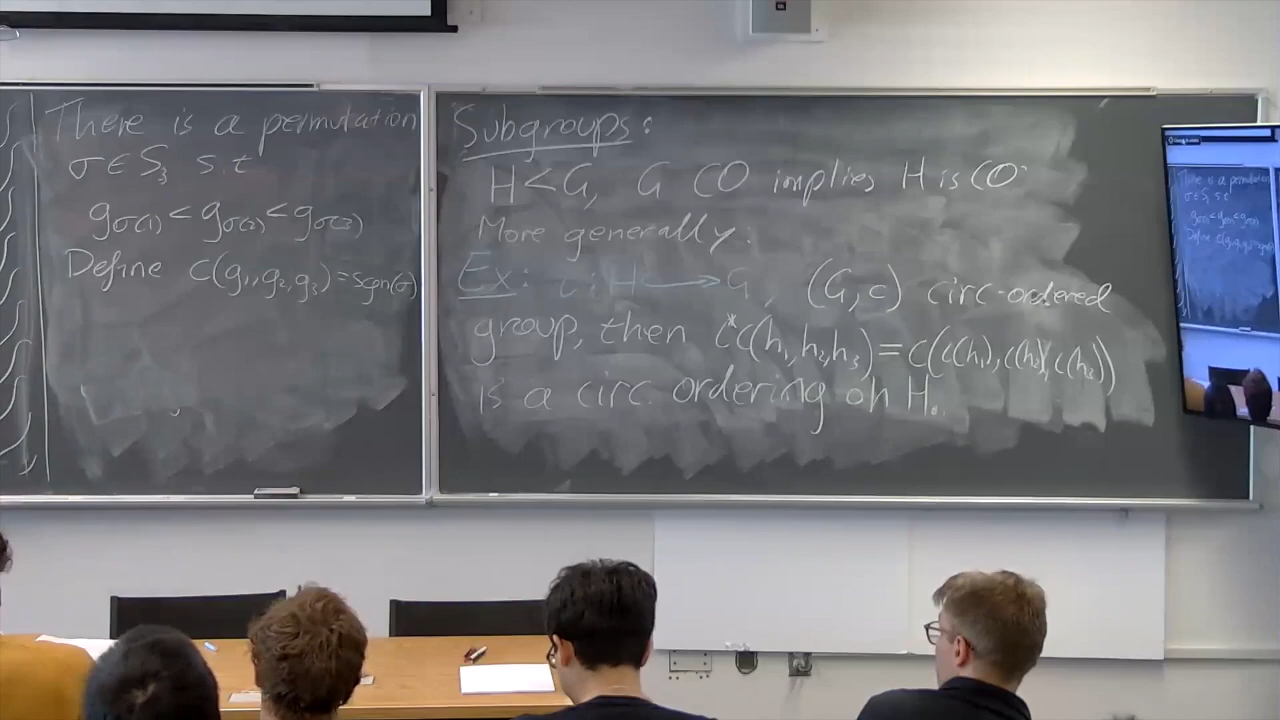 There is a permutation
σ ∈ S₃ s.t
g_σ(1) < g_σ(2) < g_σ(3)
Define c(g₁,g₂,g₃)=sgn(σ)
Subgroups:
H<G, G CO implies H is CO
More generally:
Ex: i: H → G, (G,c) circ-ordered
group, then i*c(h₁,h₂,h₃)=c(i(h₁),i(h₂),i(h₃))
is a circ. ordering on H.